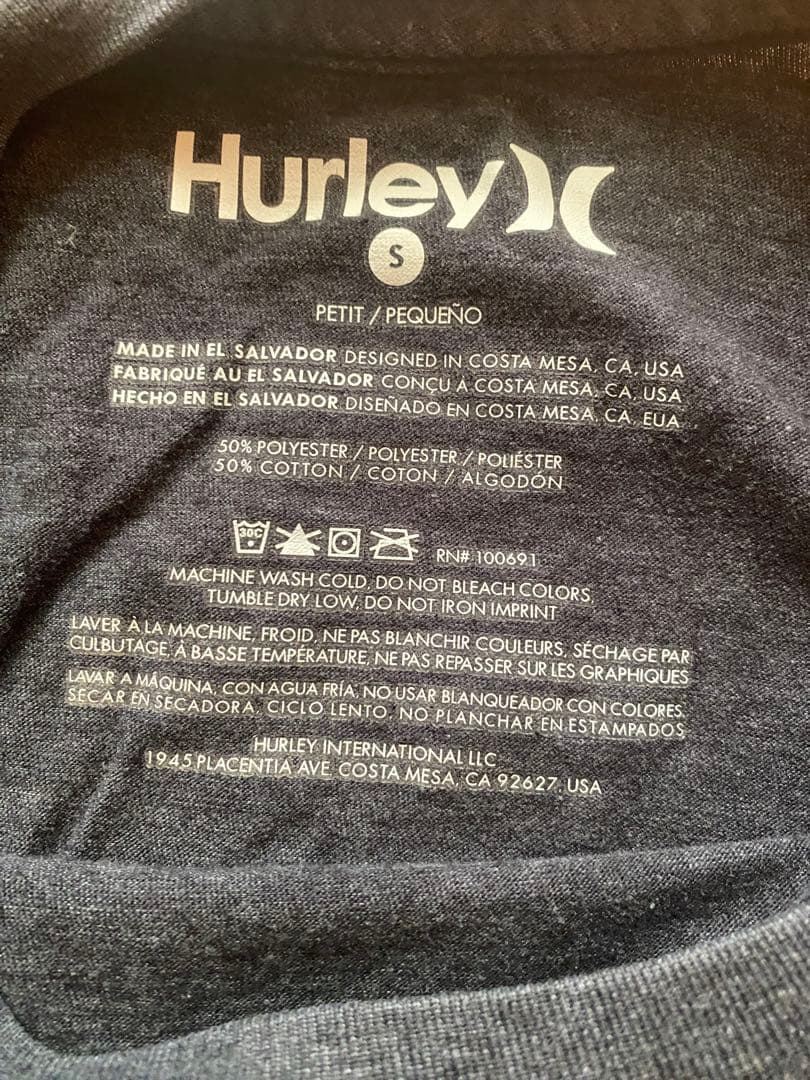 Hurley
S
PETIT / PEQUEÑO
MADE IN EL SALVADOR DESIGNED IN COSTA MESA, CA, USA
FABRIQUÉ AU EL SALVADOR CONÇU À COSTA MESA, CA, USA
HECHO EN EL SALVADOR DISEÑADO EN COSTA MESA, CA, EUA
50% POLYESTER / POLYESTER / POLIÉSTER
50% COTTON / COTON / ALGODÓN
30C RN# 100691
MACHINE WASH COLD, DO NOT BLEACH COLORS,
TUMBLE DRY LOW, DO NOT IRON IMPRINT
LAVER À LA MACHINE, FROID, NE PAS BLANCHIR COULEURS, SÉCHAGE PAR
CULBUTAGE, À BASSE TEMPÉRATURE, NE PAS REPASSER SUR LES GRAPHIQUES
LAVAR A MÁQUINA, CON AGUA FRÍA, NO USAR BLANQUEADOR CON COLORES,
SECAR EN SECADORA, CICLO LENTO, NO PLANCHAR EN ESTAMPADOS
HURLEY INTERNATIONAL LLC
1945 PLACENTIA AVE. COSTA MESA, CA 92627, USA